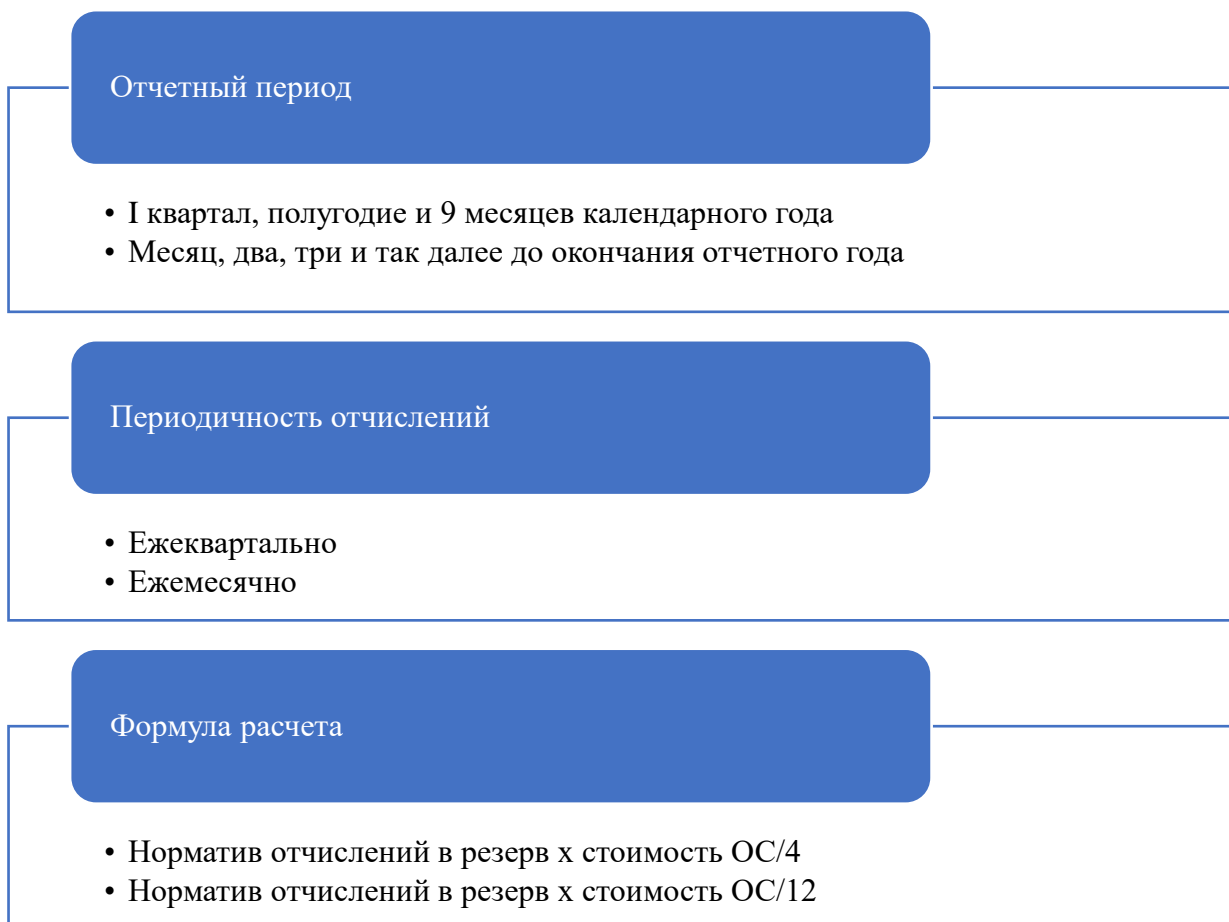 Отчетный период
• I квартал, полугодие и 9 месяцев календарного года
• Месяц, два, три и так далее до окончания отчетного года
Периодичность отчислений
• Ежеквартально
• Ежемесячно
Формула расчета
• Норматив отчислений в резерв х стоимость ОС/4
• Норматив отчислений в резерв х стоимость ОС/12